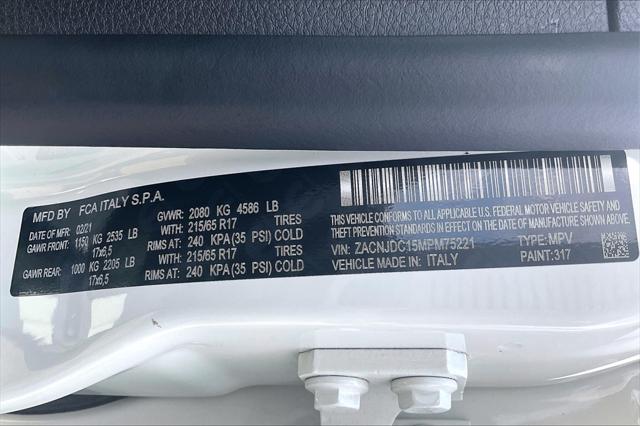 MFD BY FCA ITALY S.P.A.
DATE OF MFR: 02/21 GVWR: 2080 KG 4586 LB
GAWR FRONT: 1150 KG 2535 LB WITH: 215/65 R17 TIRES
17x6,5 RIMS AT: 240 KPA (35 PSI) COLD
GAWR REAR: 1000 KG 2205 LB WITH: 215/65 R17 TIRES
17x6,5 RIMS AT: 240 KPA (35 PSI) COLD
THIS VEHICLE CONFORMS TO ALL APPLICABLE U.S. FEDERAL MOTOR VEHICLE
SAFETY, BUMPER, AND THEFT PREVENTION STANDARDS IN EFFECT
ON THE DATE OF MANUFACTURE SHOWN ABOVE.
VIN: ZACNJDC15MPM75221 TYPE: MPV
VEHICLE MADE IN: ITALY PAINT: 317